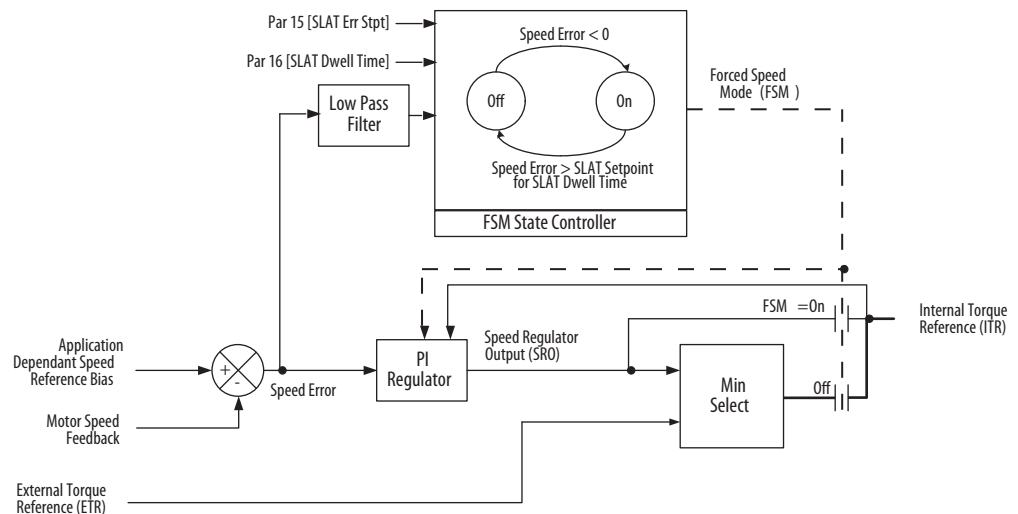 Par 15 [SLAT Err Stpt]
Par 16 [SLAT Dwell Time]
Low Pass
Filter
Speed Error < 0
Off
On
Speed Error > SLAT Setpoint
for SLAT Dwell Time
FSM State Controller
Forced Speed
Mode (FSM )
FSM =On
Internal Torque
Reference (ITR)
Application
Dependant Speed
Reference Bias
+
-
Speed Error
PI
Regulator
Speed Regulator
Output (SRO)
Min
Select
Off
Motor Speed
Feedback
External Torque
Reference (ETR)